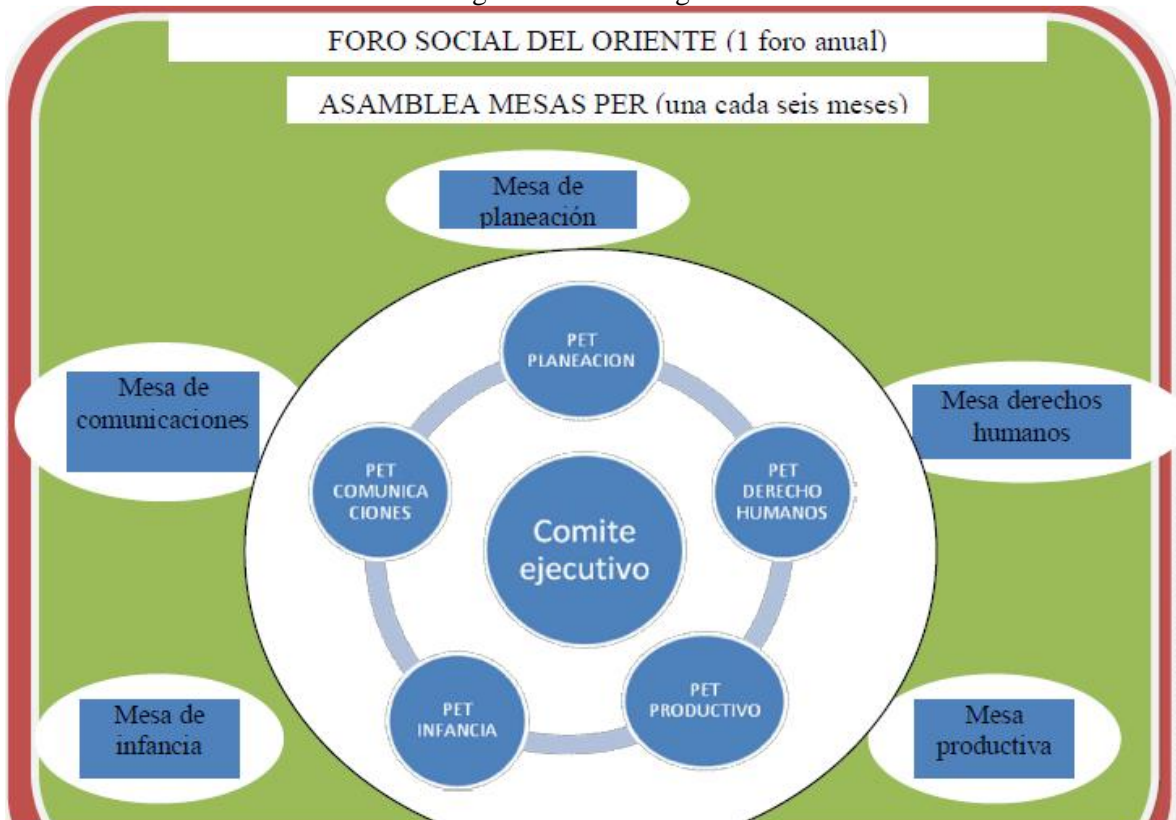 FORO SOCIAL DEL ORIENTE (1 foro anual)
ASAMBLEA MESAS PER (una cada seis meses)
Mesa de
planeación
PET
PLANEACION
Mesa de
comunicaciones
Mesa derechos
humanos
PET
COMUNICA
CIONES
PET
DERECHO
HUMANOS
Comite
ejecutivo
PET
INFANCIA
PET
PRODUCTIVO
Mesa de
infancia
Mesa
productiva